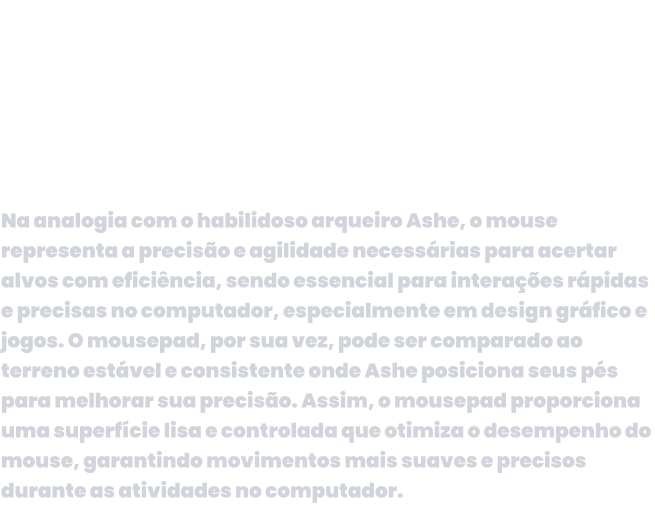 Na analogia com o habilidoso arqueiro Ashe, o mouse
representa a precisão e agilidade necessárias para acertar
alvos com eficiência, sendo essencial para interações rápidas
e precisas no computador, especialmente em design gráfico e
jogos. O mousepad, por sua vez, pode ser comparado ao
terreno estável e consistente onde Ashe posiciona seus pés
para melhorar sua precisão. Assim, o mousepad proporciona
uma superfície lisa e controlada que otimiza o desempenho do
mouse, garantindo movimentos mais suaves e precisos
durante as atividades no computador.